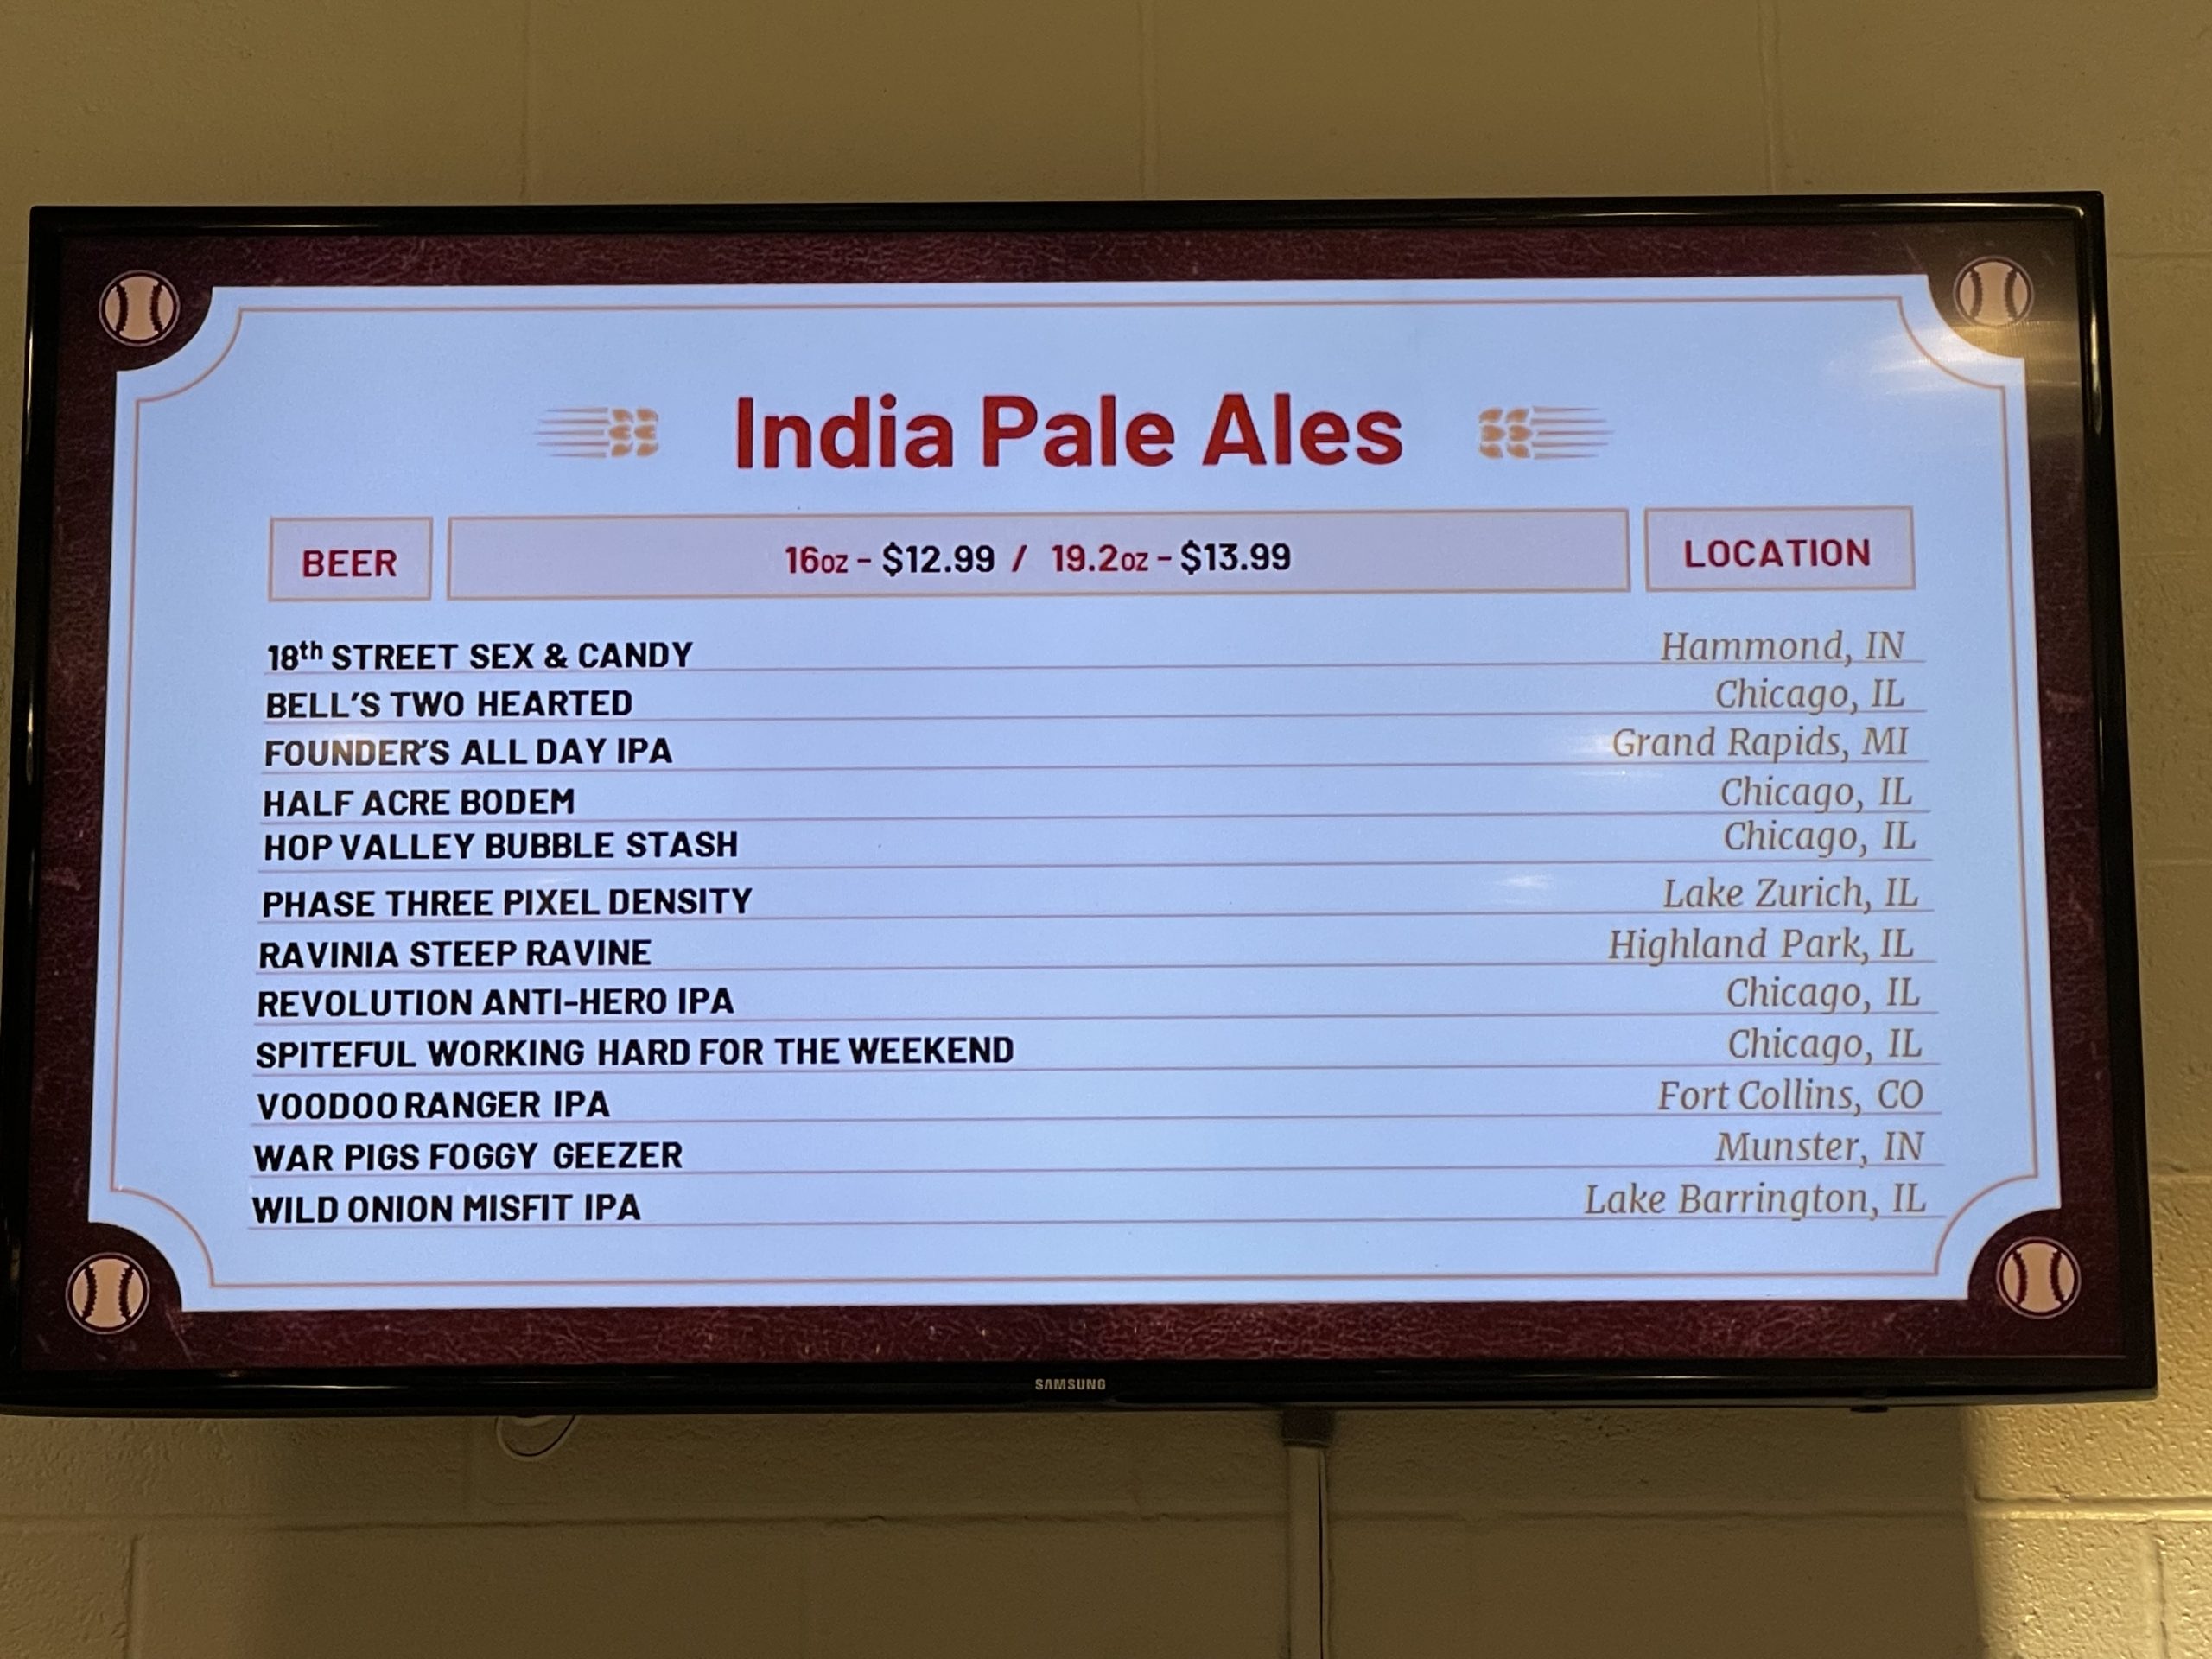 India Pale Ales
BEER 16oz - $12.99 / 19.2oz - $13.99 LOCATION
18th STREET SEX & CANDY Hammond, IN
BELL'S TWO HEARTED Chicago, IL
FOUNDER'S ALL DAY IPA Grand Rapids, MI
HALF ACRE BODEM Chicago, IL
HOP VALLEY BUBBLE STASH Chicago, IL
PHASE THREE PIXEL DENSITY Lake Zurich, IL
RAVINIA STEEP RAVINE Highland Park, IL
REVOLUTION ANTI-HERO IPA Chicago, IL
SPITEFUL WORKING HARD FOR THE WEEKEND Chicago, IL
VOODOO RANGER IPA Fort Collins, CO
WAR PIGS FOGGY GEEZER Munster, IN
WILD ONION MISFIT IPA Lake Barrington, IL
SAMSUNG